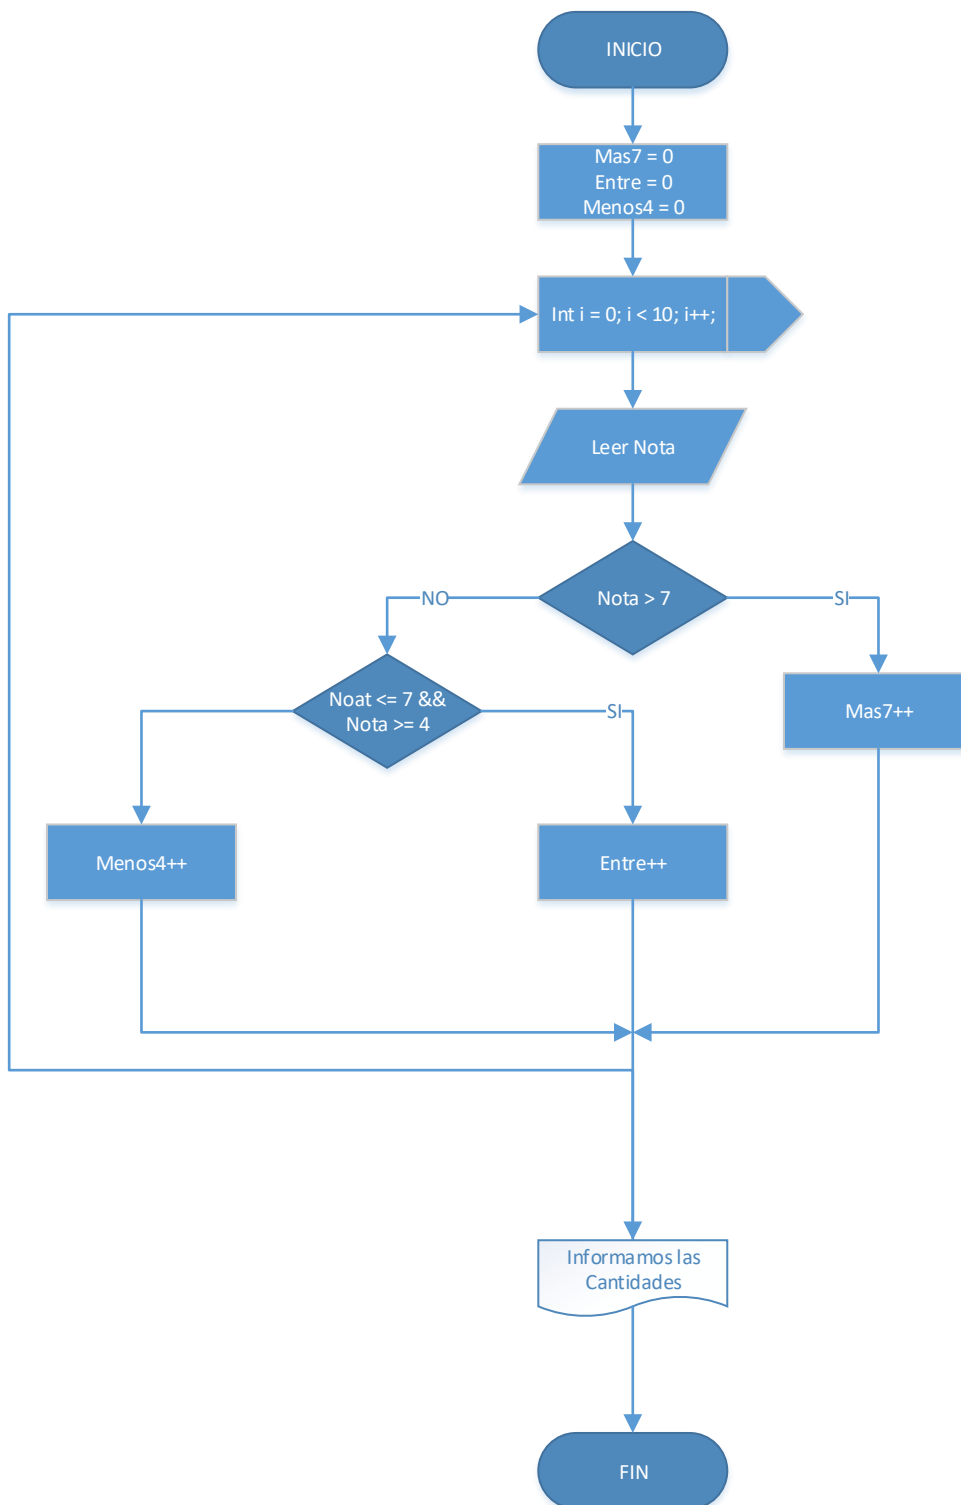 INICIO
Mas7 = 0
Entre = 0
Menos4 = 0
Int i = 0; i < 10; i++;
Leer Nota
Nota > 7
NO
SI
Noat <= 7 &&
Nota >= 4
SI
Mas7++
Menos4++
Entre++
Informamos las
Cantidades
FIN